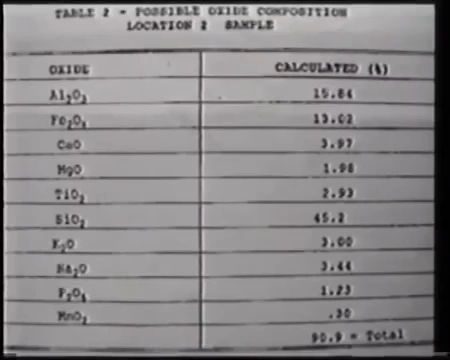 TABLE 2 - POSSIBLE OXIDE COMPOSITION
LOCATION 2 SAMPLE
OXIDE CALCULATED (%)
Al₂O₃ 15.84
Fe₂O₃ 13.02
CaO 3.97
MgO 1.98
TiO₂ 2.93
SiO₂ 45.2
K₂O 3.00
Na₂O 3.44
P₂O₅ 1.23
MnO₂ .30
90.9 = Total